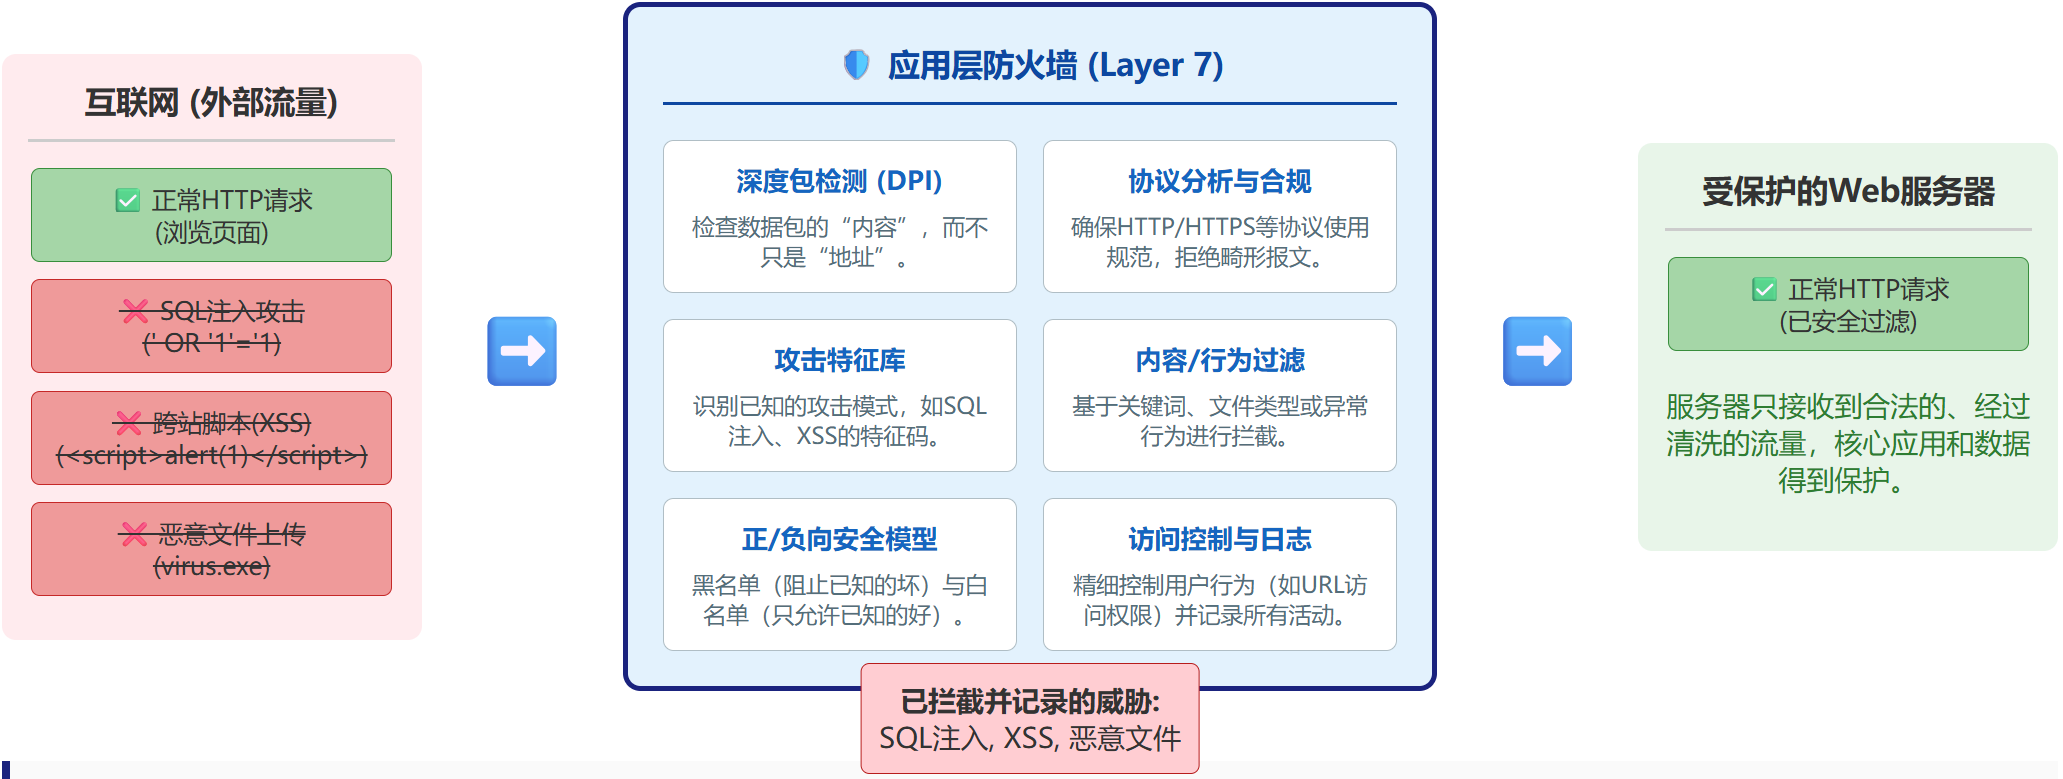 互联网 (外部流量)
✅ 正常HTTP请求
(浏览页面)
❌ SQL注入攻击
(' OR '1'='1)
❌ 跨站脚本(XSS)
(<script>alert(1)</script>)
❌ 恶意文件上传
(virus.exe)
应用层防火墙 (Layer 7)
深度包检测 (DPI)
检查数据包的“内容”，而不
只是“地址”。
协议分析与合规
确保HTTP/HTTPS等协议使用
规范，拒绝畸形报文。
攻击特征库
识别已知的攻击模式，如SQL
注入、XSS的特征码。
内容/行为过滤
基于关键词、文件类型或异常
行为进行拦截。
正/负向安全模型
黑名单（阻止已知的坏）与白
名单（只允许已知的好）。
访问控制与日志
精细控制用户行为（如URL访
问权限）并记录所有活动。
已拦截并记录的威胁:
SQL注入, XSS, 恶意文件
受保护的Web服务器
✅ 正常HTTP请求
(已安全过滤)
服务器只接收到合法的、经过
清洗的流量，核心应用和数据
得到保护。